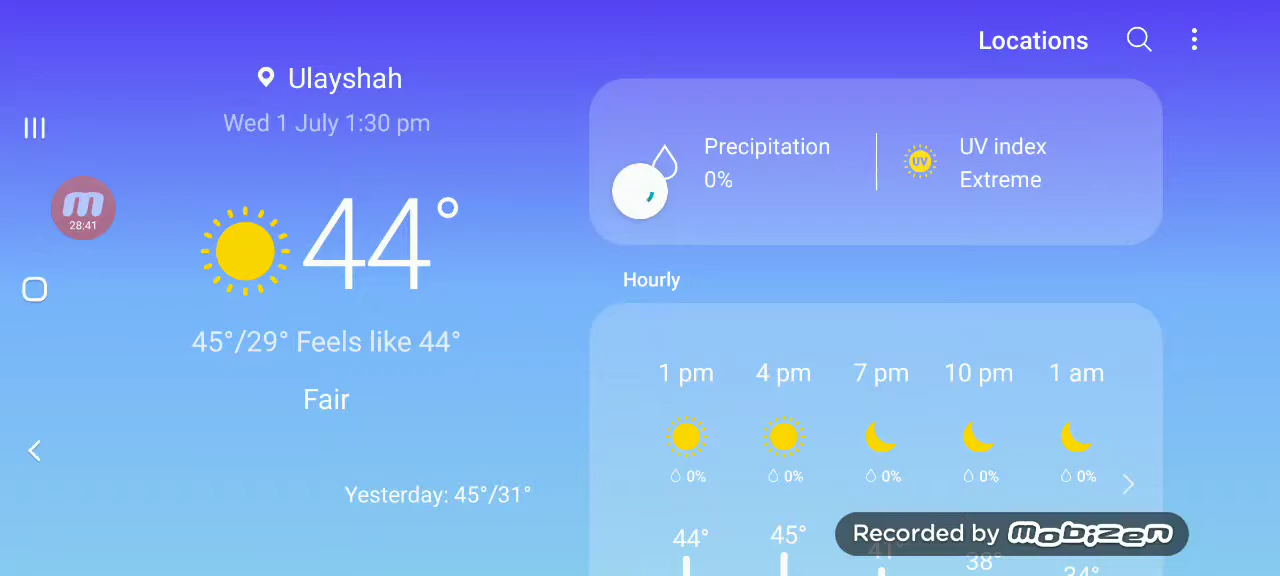 Locations
Ulayshah
Wed 1 July 1:30 pm
44°
45°/29° Feels like 44°
Fair
Yesterday: 45°/31°
m
28:41
Precipitation
0%
UV
UV index
Extreme
Hourly
1 pm 4 pm 7 pm 10 pm 1 am
0% 0% 0% 0% 0%
44° 45° 41° 38° 34°
Recorded by mobizen